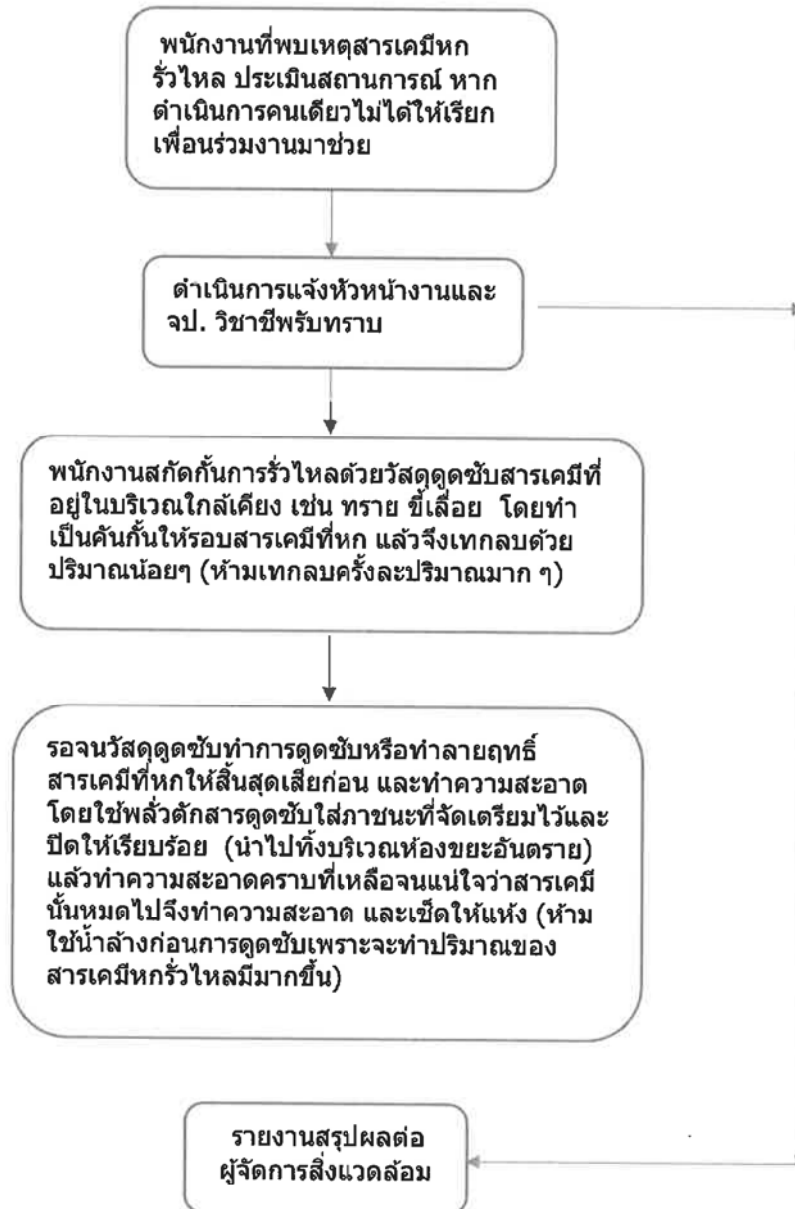 พนักงานที่พบเหตุสารเคมีหก
รั่วไหล ประเมินสถานการณ์ หาก
ดำเนินการคนเดียวไม่ได้ให้เรียก
เพื่อนร่วมงานมาช่วย
ดำเนินการแจ้งหัวหน้างานและ
จป. วิชาชีพรับทราบ
พนักงานสกัดกั้นการรั่วไหลด้วยวัสดุดูดซับสารเคมีที่
อยู่ในบริเวณใกล้เคียง เช่น ทราย ขี้เลื่อย โดยทำ
เป็นคันกั้นให้รอบสารเคมีที่หก แล้วจึงเทกลบด้วย
ปริมาณน้อยๆ (ห้ามเทกลบครั้งละปริมาณมาก ๆ)
รอจนวัสดุดูดซับทำการดูดซับหรือทำลายฤทธิ์
สารเคมีที่หกให้สิ้นสุดเสียก่อน และทำความสะอาด
โดยใช้พลั่วตักสารดูดซับใส่ภาชนะที่จัดเตรียมไว้และ
ปิดให้เรียบร้อย (นำไปทิ้งบริเวณห้องขยะอันตราย)
แล้วทำความสะอาดคราบที่เหลือจนแน่ใจว่าสารเคมี
นั้นหมดไปจึงทำความสะอาด และเช็ดให้แห้ง (ห้าม
ใช้น้ำล้างก่อนการดูดซับเพราะจะทำปริมาณของ
สารเคมีหกรั่วไหลมีมากขึ้น)
รายงานสรุปผลต่อ
ผู้จัดการสิ่งแวดล้อม